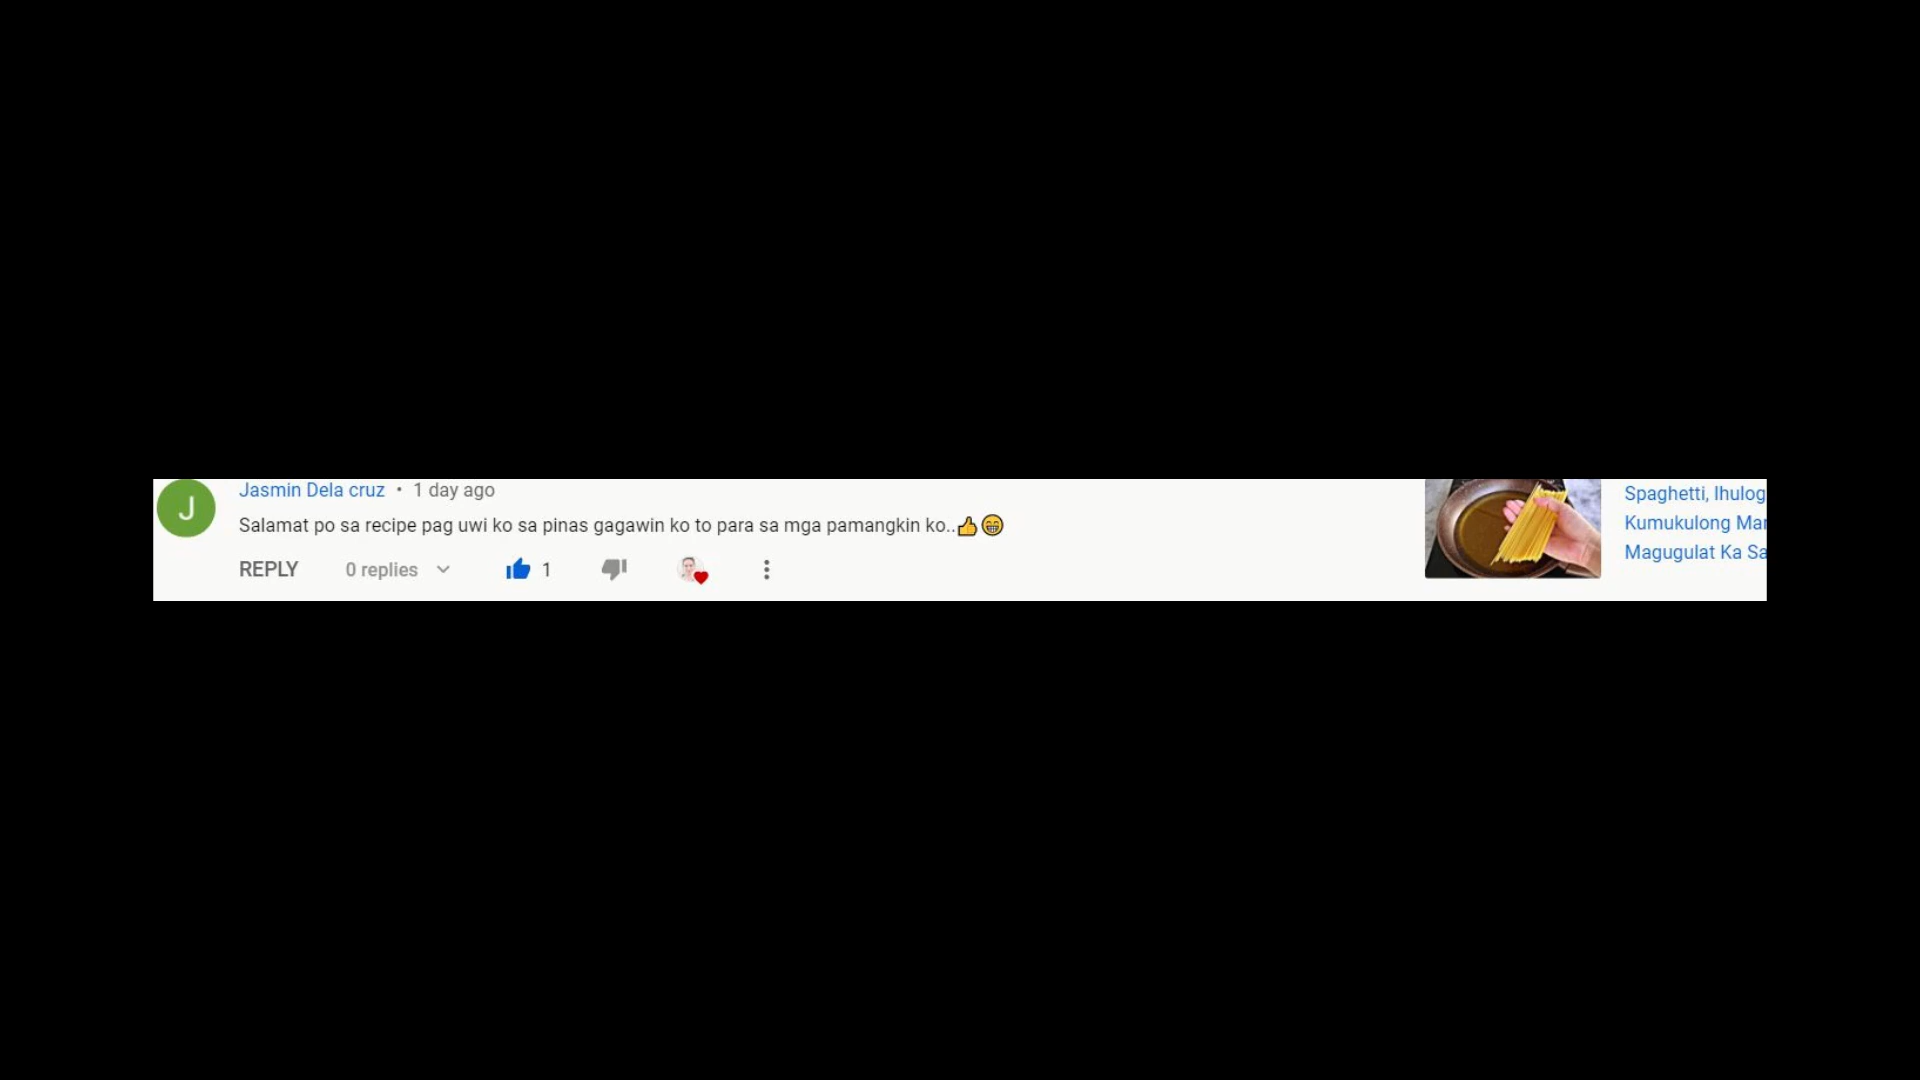 J
Jasmin Dela cruz • 1 day ago
Salamat po sa recipe pag uwi ko sa pinas gagawin ko to para sa mga pamangkin ko..👍😁
REPLY 0 replies 1
Spaghetti, Ihulog
Kumukulong
Magugulat Ka